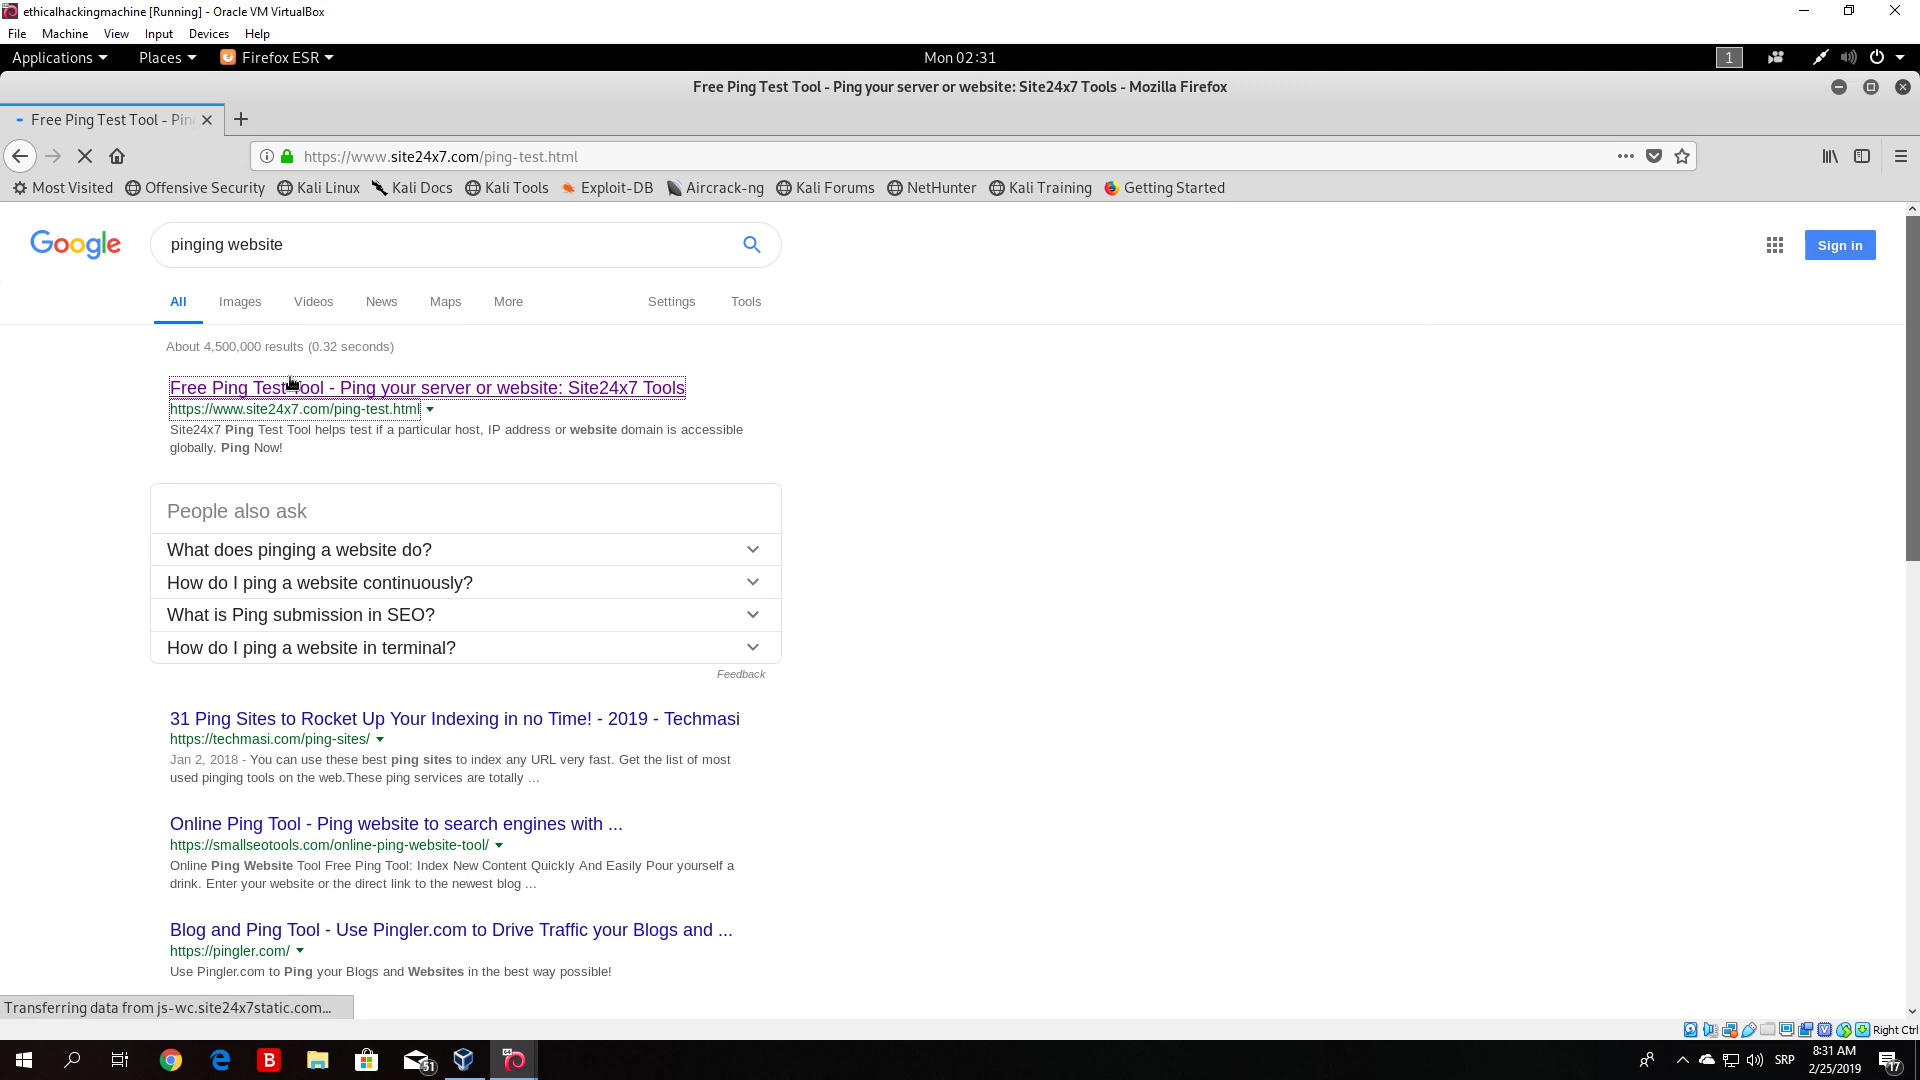 ethicalhackingmachine [Running] - Oracle VM VirtualBox
File Machine View Input Devices Help
Applications Places Firefox ESR Mon 02:31 1
Free Ping Test Tool - Ping your server or website: Site24x7 Tools - Mozilla Firefox
Free Ping Test Tool - Pin
https://www.site24x7.com/ping-test.html
Most Visited Offensive Security Kali Linux Kali Docs Kali Tools Exploit-DB Aircrack-ng Kali Forums NetHunter Kali Training Getting Started
Google pinging website Sign in
All Images Videos News Maps More Settings Tools
About 4,500,000 results (0.32 seconds)
Free Ping Test Tool - Ping your server or website: Site24x7 Tools
https://www.site24x7.com/ping-test.html
Site24x7 Ping Test Tool helps test if a particular host, IP address or website domain is accessible
globally. Ping Now!
People also ask
What does pinging a website do?
How do I ping a website continuously?
What is Ping submission in SEO?
How do I ping a website in terminal?
Feedback
31 Ping Sites to Rocket Up Your Indexing in no Time! - 2019 - Techmasi
https://techmasi.com/ping-sites/
Jan 2, 2018 - You can use these best ping sites to index any URL very fast. Get the list of most
used pinging tools on the web.These ping services are totally ...
Online Ping Tool - Ping website to search engines with ...
https://smallseotools.com/online-ping-website-tool/
Online Ping Website Tool Free Ping Tool: Index New Content Quickly And Easily Pour yourself a
drink. Enter your website or the direct link to the newest blog ...
Blog and Ping Tool - Use Pingler.com to Drive Traffic your Blogs and ...
https://pingler.com/
Use Pingler.com to Ping your Blogs and Websites in the best way possible!
Transferring data from js-wc.site24x7static.com...
Right Ctrl
B 51 64 SRP 8:31 AM 17
2/25/2019